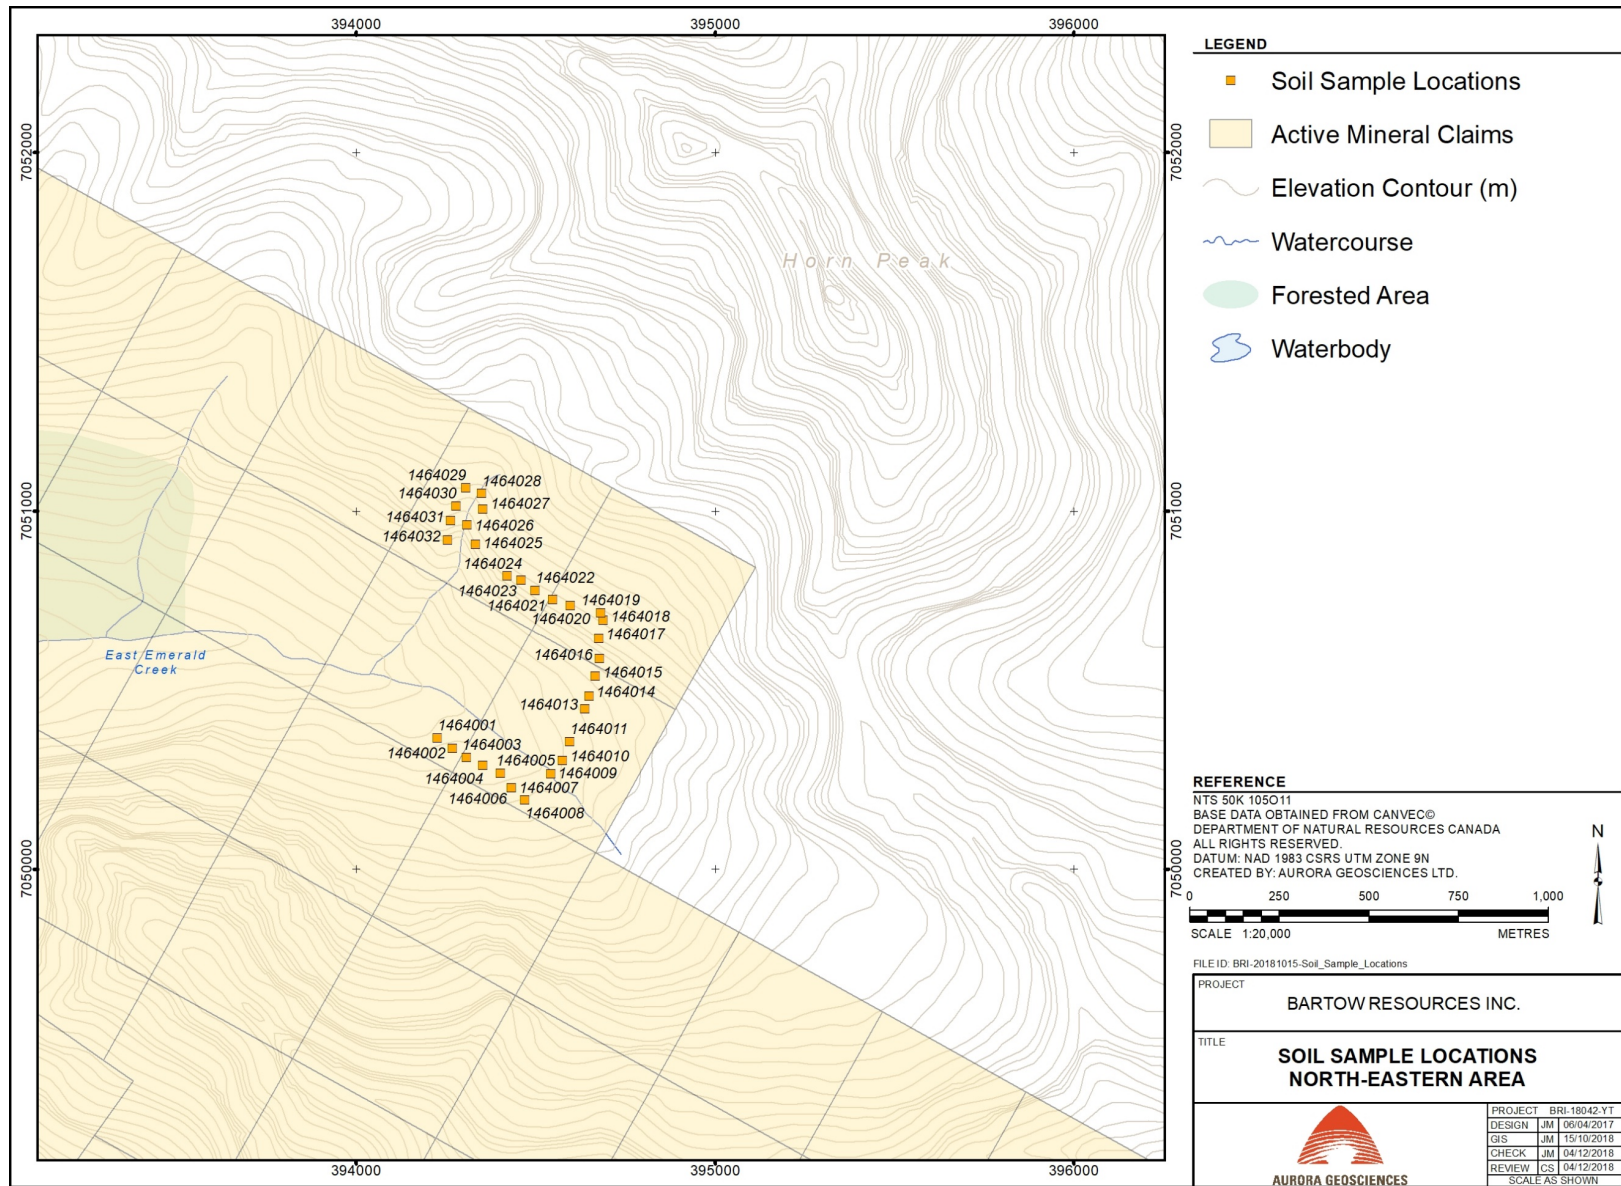 394000
395000
396000
7052000
7052000
Horn Peak
7051000
7051000
1464029
1464028
1464030
1464027
1464031
1464026
1464032
1464025
1464024
1464022
1464023
1464021
1464019
1464020
1464018
1464017
1464016
1464015
1464014
1464013
1464011
1464010
1464009
1464001
1464002
1464003
1464005
1464004
1464007
1464006
1464008
East Emerald
Creek
7050000
7050000
394000
395000
396000
LEGEND
Soil Sample Locations
Active Mineral Claims
Elevation Contour (m)
Watercourse
Forested Area
Waterbody
REFERENCE
NTS 50K 105O11
BASE DATA OBTAINED FROM CANVEC©
DEPARTMENT OF NATURAL RESOURCES CANADA
ALL RIGHTS RESERVED.
DATUM: NAD 1983 CSRS UTM ZONE 9N
CREATED BY: AURORA GEOSCIENCES LTD.
N
0 250 500 750 1,000
SCALE 1:20,000 METRES
FILE ID: BRI-20181015-Soil_Sample_Locations
PROJECT
BARTOW RESOURCES INC.
TITLE
SOIL SAMPLE LOCATIONS
NORTH-EASTERN AREA
AURORA GEOSCIENCES
PROJECT BRI-18042-YT
DESIGN JM 06/04/2017
GIS JM 15/10/2018
CHECK JM 04/12/2018
REVIEW CS 04/12/2018
SCALE AS SHOWN